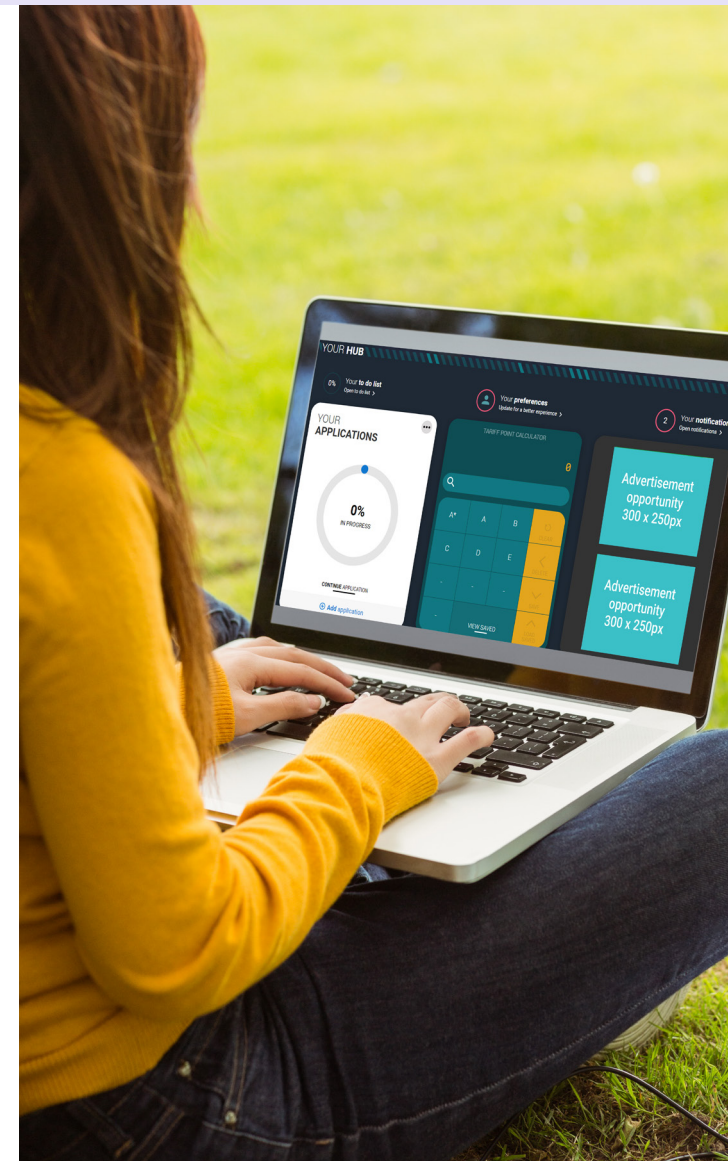 YOUR HUB
0%
Your to do list
Open to do list >
Your preferences
Update for a better experience >
2
Your notification
Open notifications >
YOUR
APPLICATIONS
0%
IN PROGRESS
CONTINUE APPLICATION
Add application
TARIFF POINT CALCULATOR
0
A* A B
C D E
VIEW SAVED
Advertisement
opportunity
300 x 250px
Advertisement
opportunity
300 x 250px